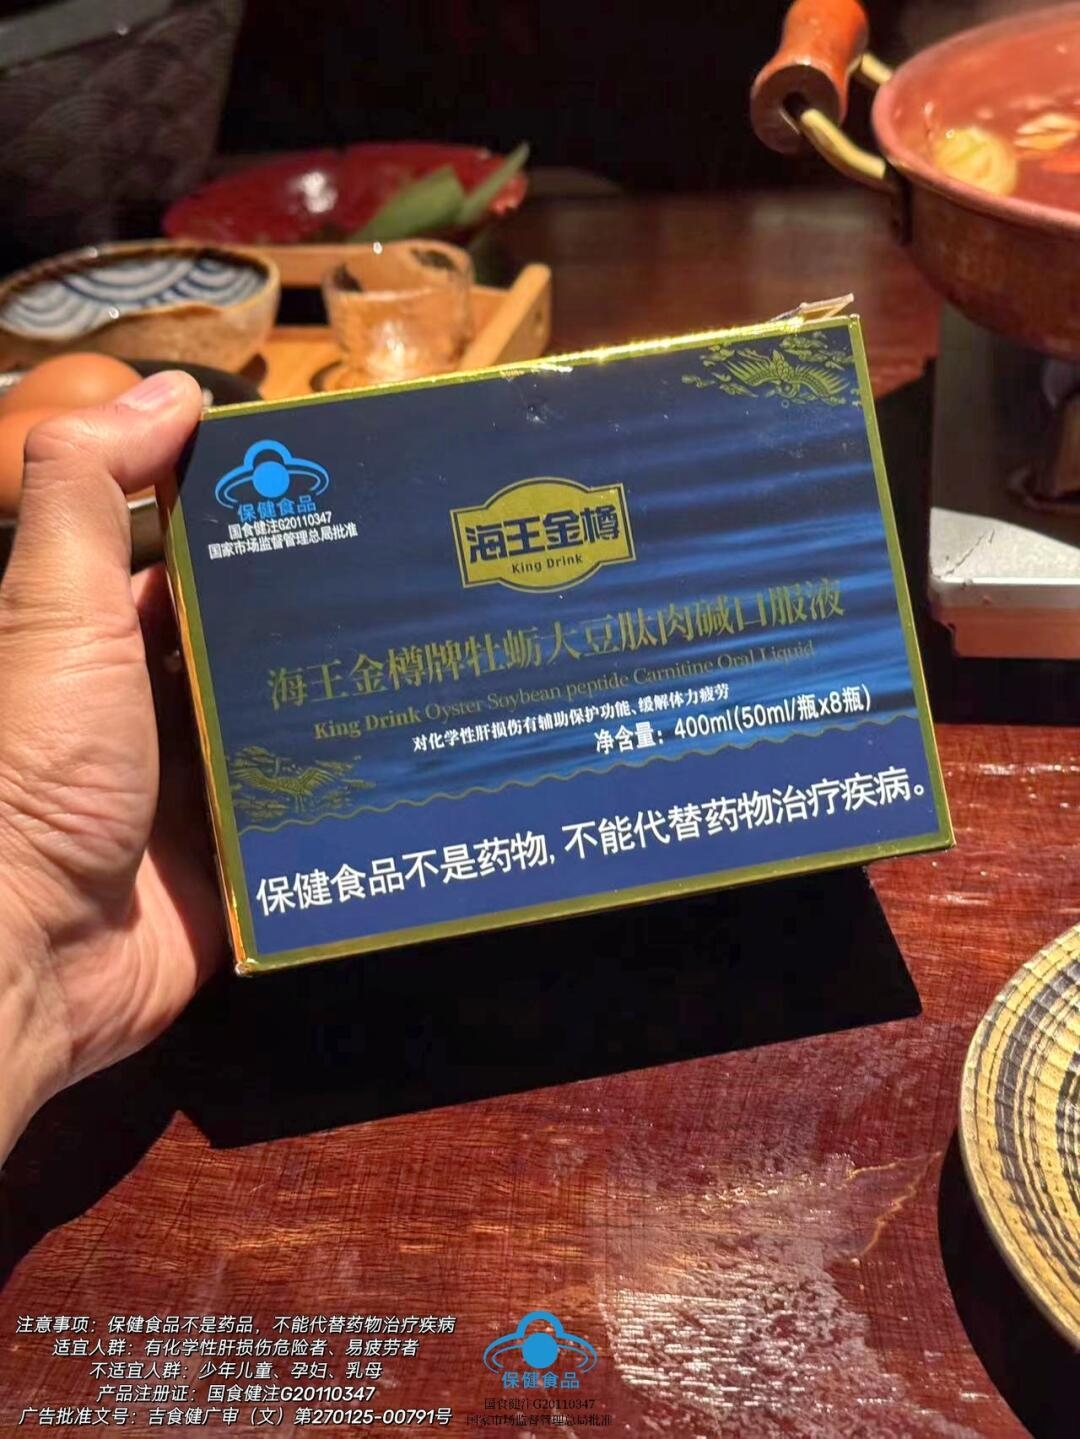 保健食品
国食健注G20110347
国家市场监督管理总局批准
海王金樽
King Drink
海王金樽牌牡蛎大豆肽肉碱口服液
King Drink Oyster Soybean peptide Carnitine Oral Liquid
对化学性肝损伤有辅助保护功能、缓解体力疲劳
净含量：400ml(50ml/瓶x8瓶)
保健食品不是药物，不能代替药物治疗疾病。
注意事项：保健食品不是药品，不能代替药物治疗疾病
适宜人群：有化学性肝损伤危险者、易疲劳者
不适宜人群：少年儿童、孕妇、乳母
产品注册证：国食健注G20110347
广告批准文号：吉食健广审（文）第270125-00791号
保健食品
国食健注G20110347
国家市场监督管理总局批准